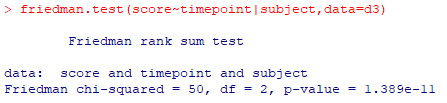 > friedman.test(score~timepoint|subject,data=d3)
Friedman rank sum test
data:  score and timepoint and subject
Friedman chi-squared = 50, df = 2, p-value = 1.389e-11